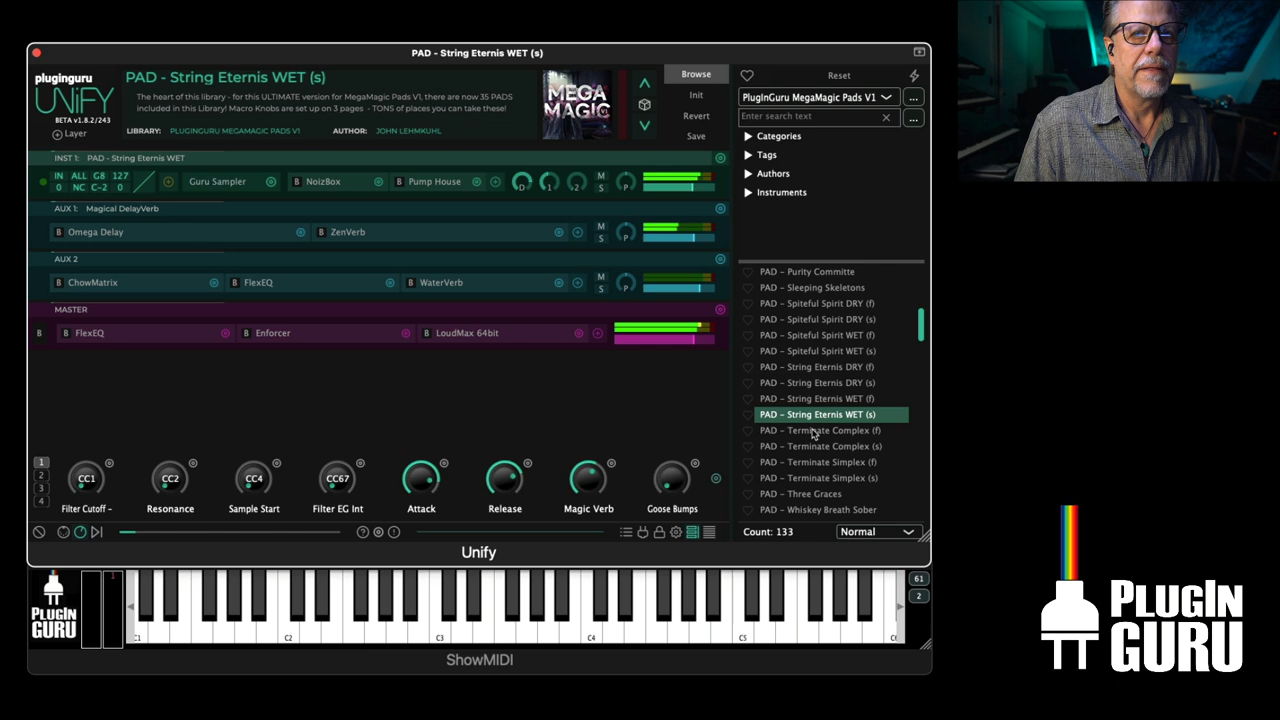 PAD - String Eternis WET (s)
pluginguru
UNiFY
BETA v1.8.2/243
Layer
PAD - String Eternis WET (s)
The heart of this library - for this ULTIMATE version for MegaMagic Pads V1, there are now 35 PADS
included in this library! Macro Knobs are set up on 3 pages - TONS of places you can take these!
LIBRARY: PLUGINGURU MEGAMAGIC PADS V1 AUTHOR: JOHN LEHMKUHL
MEGA
MAGIC
Browse
Init
Revert
Save
Reset
PlugInGuru MegaMagic Pads V1
...
Enter search text
...
Categories
Tags
Authors
Instruments
INST 1: PAD - String Eternis WET
IN ALL G8 127
0 NC C-2 0
Guru Sampler
B NoizBox
B Pump House
D 1 2
M
S
P
AUX 1: Magical DelayVerb
B Omega Delay
B ZenVerb
M
S
P
AUX 2
B ChowMatrix
B FlexEQ
B WaterVerb
M
S
P
MASTER
B
B FlexEQ
B Enforcer
B LoudMax 64bit
PAD - Purity Committe
PAD - Sleeping Skeletons
PAD - Spiteful Spirit DRY (f)
PAD - Spiteful Spirit DRY (s)
PAD - Spiteful Spirit WET (f)
PAD - Spiteful Spirit WET (s)
PAD - String Eternis DRY (f)
PAD - String Eternis DRY (s)
PAD - String Eternis WET (f)
PAD - String Eternis WET (s)
PAD - Terminate Complex (f)
PAD - Terminate Complex (s)
PAD - Terminate Simplex (f)
PAD - Terminate Simplex (s)
PAD - Three Graces
PAD - Whiskey Breath Sober
Count: 133
Normal
1
2
3
4
CC1
CC2
CC4
CC67
Filter Cutoff -
Resonance
Sample Start
Filter EG Int
Attack
Release
Magic Verb
Goose Bumps
Unify
PLUGIN
GURU
1
C1
C2
C3
C4
C5
61
2
ShowMIDI
PLUGIN
GURU